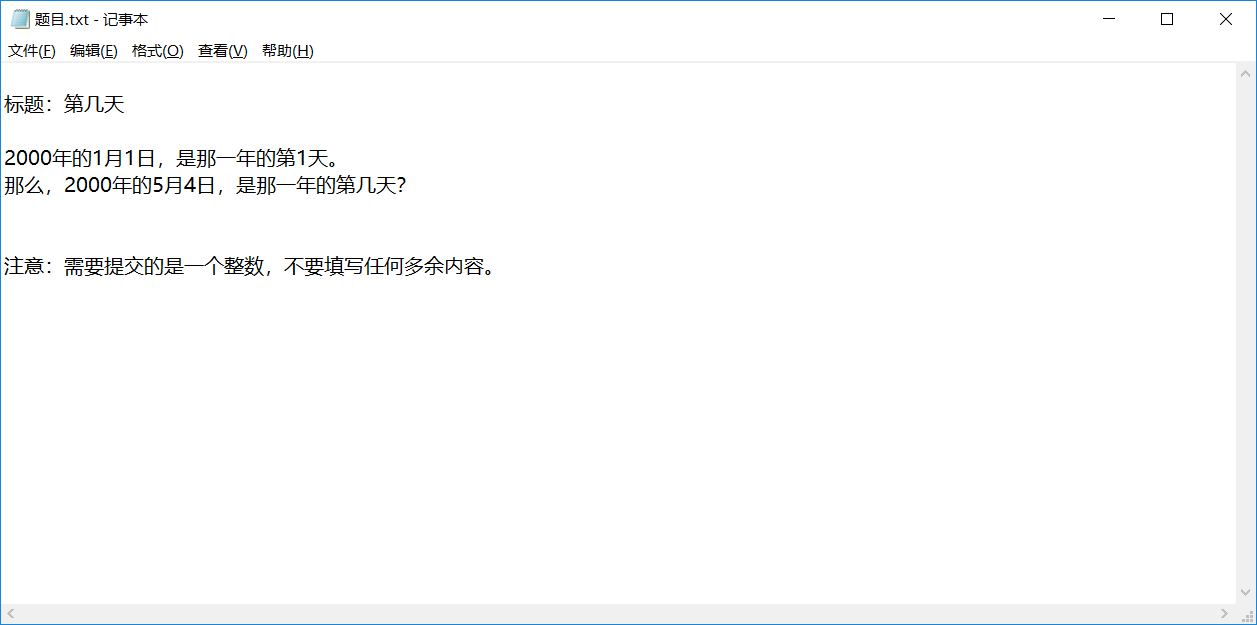 题目.txt - 记事本
文件(F) 编辑(E) 格式(O) 查看(V) 帮助(H)
标题：第几天
2000年的1月1日，是那一年的第1天。
那么，2000年的5月4日，是那一年的第几天？
注意：需要提交的是一个整数，不要填写任何多余内容。